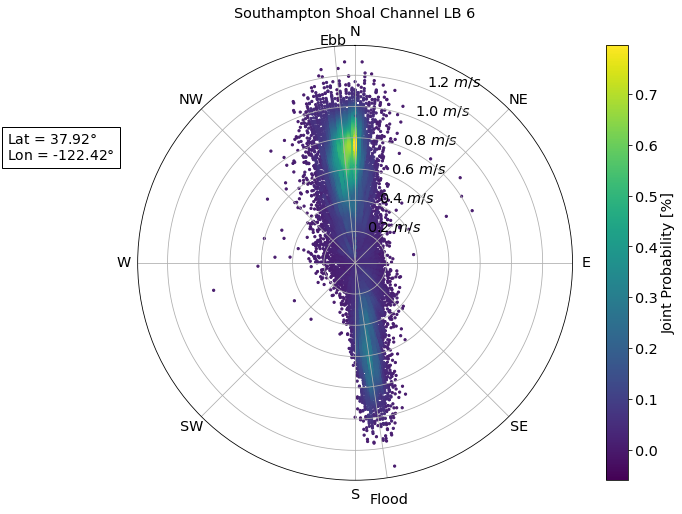 Southampton Shoal Channel LB 6
Ebb
N
NW
NE
1.2 m/s
1.0 m/s
0.8 m/s
0.6 m/s
0.4 m/s
0.2 m/s
Lat = 37.92°
Lon = -122.42°
W
E
SW
SE
S
Flood
0.7
0.6
0.5
0.4
0.3
0.2
0.1
0.0
Joint Probability [%]